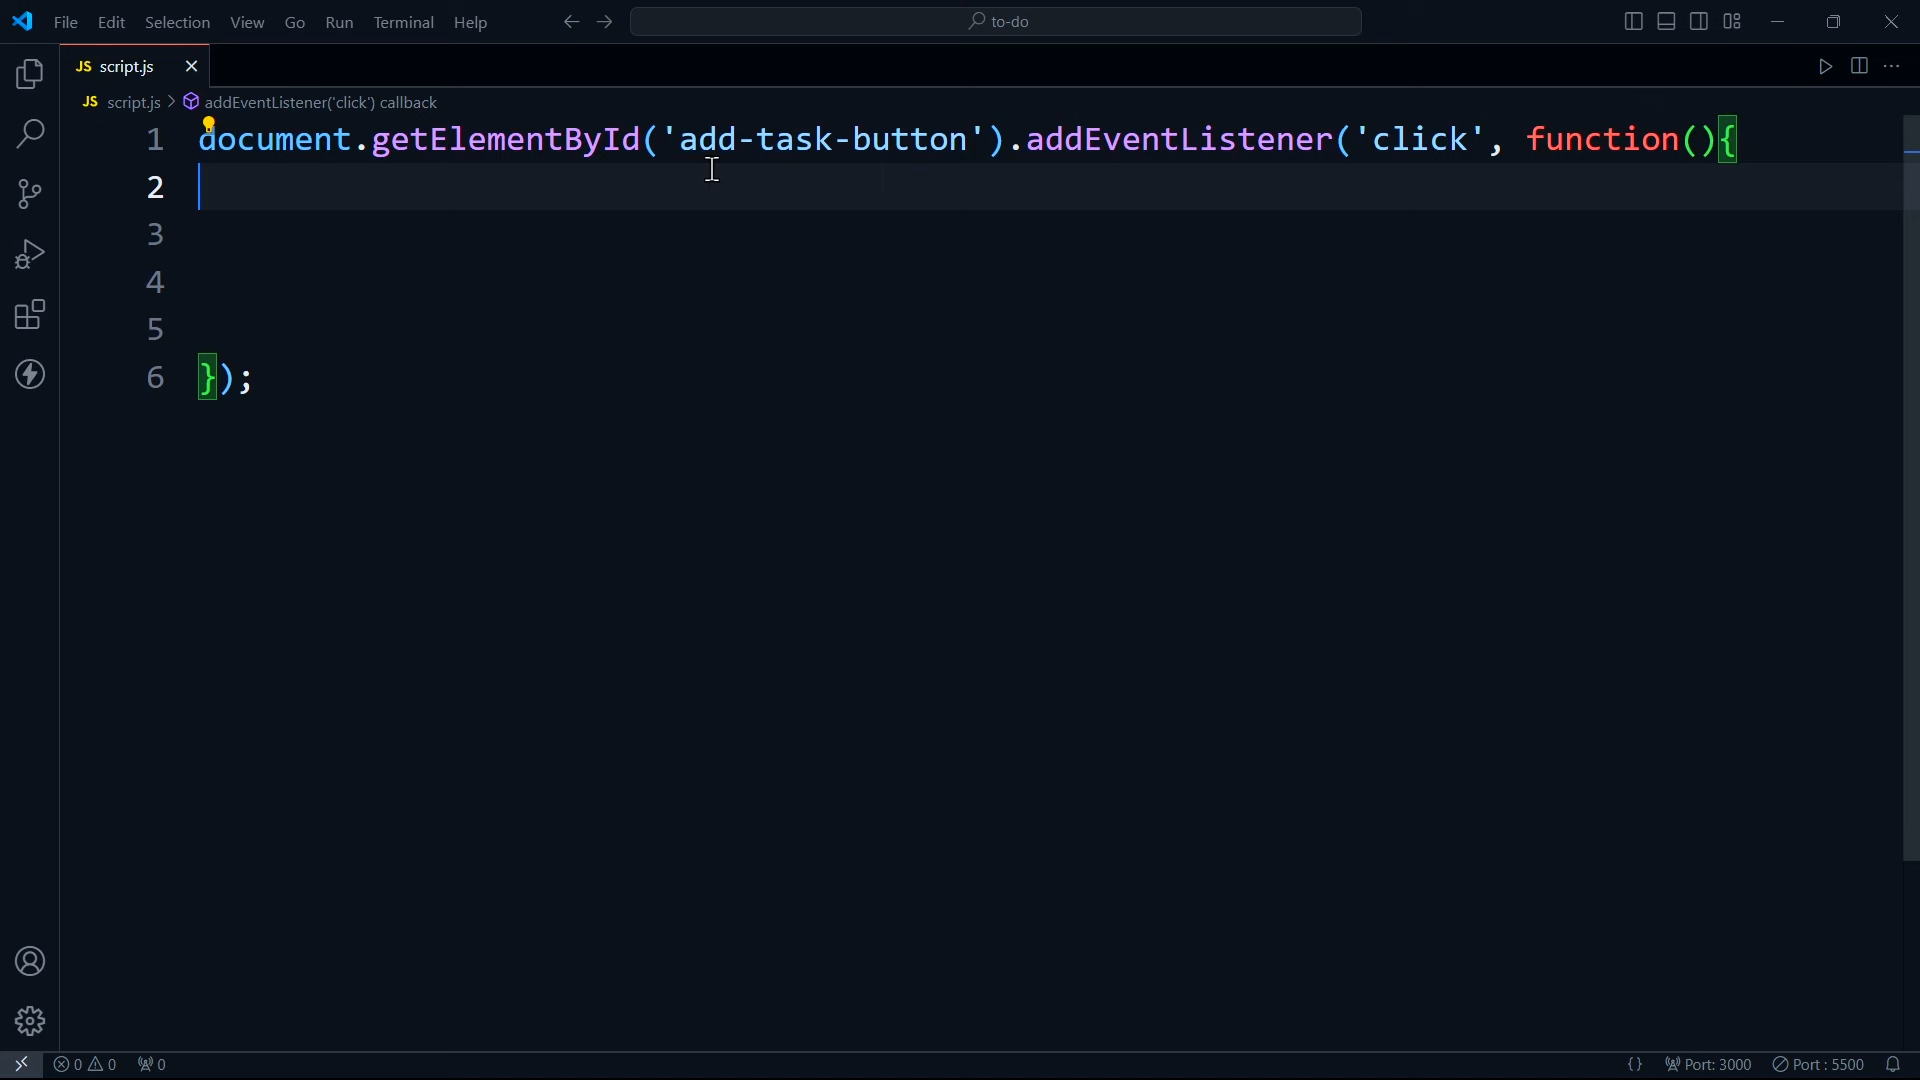 File Edit Selection View Go Run Terminal Help to-do
JS script.js
JS script.js > addEventListener('click') callback
1 document.getElementById('add-task-button').addEventListener('click', function(){
2
3
4
5
6 });
0 0 0 {} Port: 3000 Port : 5500